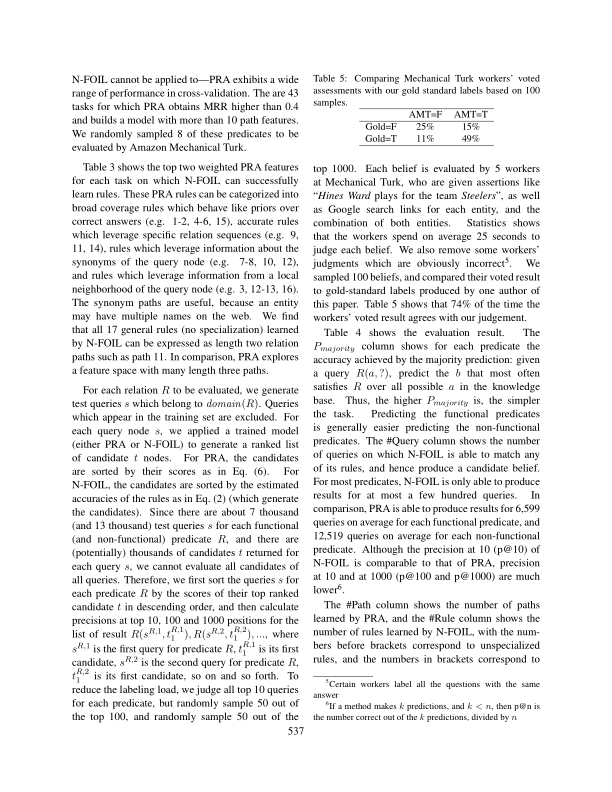 N-FOIL cannot be applied to—PRA exhibits a wide
range of performance in cross-validation. The are 43
tasks for which PRA obtains MRR higher than 0.4
and builds a model with more than 10 path features.
We randomly sampled 8 of these predicates to be
evaluated by Amazon Mechanical Turk.
Table 3 shows the top two weighted PRA features
for each task on which N-FOIL can successfully
learn rules. These PRA rules can be categorized into
broad coverage rules which behave like priors over
correct answers (e.g. 1-2, 4-6, 15), accurate rules
which leverage specific relation sequences (e.g. 9,
11, 14), rules which leverage information about the
synonyms of the query node (e.g. 7-8, 10, 12),
and rules which leverage information from a local
neighborhood of the query node (e.g. 3, 12-13, 16).
The synonym paths are useful, because an entity
may have multiple names on the web. We find
that all 17 general rules (no specialization) learned
by N-FOIL can be expressed as length two relation
paths such as path 11. In comparison, PRA explores
a feature space with many length three paths.
For each relation R to be evaluated, we generate
test queries s which belong to domain(R). Queries
which appear in the training set are excluded. For
each query node s, we applied a trained model
(either PRA or N-FOIL) to generate a ranked list
of candidate t nodes. For PRA, the candidates
are sorted by their scores as in Eq. (6). For
N-FOIL, the candidates are sorted by the estimated
accuracies of the rules as in Eq. (2) (which generate
the candidates). Since there are about 7 thousand
(and 13 thousand) test queries s for each functional
(and non-functional) predicate R, and there are
(potentially) thousands of candidates t returned for
each query s, we cannot evaluate all candidates of
all queries. Therefore, we first sort the queries s for
each predicate R by the scores of their top ranked
candidate t in descending order, and then calculate
precisions at top 10, 100 and 1000 positions for the
list of result R(s^{R,1}, t_1^{R,1}), R(s^{R,2}, t_1^{R,2}), ..., where
s^{R,1} is the first query for predicate R, t_1^{R,1} is its first
candidate, s^{R,2} is the second query for predicate R,
t_1^{R,2} is its first candidate, so on and so forth. To
reduce the labeling load, we judge all top 10 queries
for each predicate, but randomly sample 50 out of
the top 100, and randomly sample 50 out of the
Table 5: Comparing Mechanical Turk workers' voted
assessments with our gold standard labels based on 100
samples.
AMT=F AMT=T
Gold=F 25% 15%
Gold=T 11% 49%
top 1000. Each belief is evaluated by 5 workers
at Mechanical Turk, who are given assertions like
"Hines Ward plays for the team Steelers", as well
as Google search links for each entity, and the
combination of both entities. Statistics shows
that the workers spend on average 25 seconds to
judge each belief. We also remove some workers'
judgments which are obviously incorrect⁵. We
sampled 100 beliefs, and compared their voted result
to gold-standard labels produced by one author of
this paper. Table 5 shows that 74% of the time the
workers' voted result agrees with our judgement.
Table 4 shows the evaluation result. The
P_{majority} column shows for each predicate the
accuracy achieved by the majority prediction: given
a query R(a, ?), predict the b that most often
satisfies R over all possible a in the knowledge
base. Thus, the higher P_{majority} is, the simpler
the task. Predicting the functional predicates
is generally easier predicting the non-functional
predicates. The #Query column shows the number
of queries on which N-FOIL is able to match any
of its rules, and hence produce a candidate belief.
For most predicates, N-FOIL is only able to produce
results for at most a few hundred queries. In
comparison, PRA is able to produce results for 6,599
queries on average for each functional predicate, and
12,519 queries on average for each non-functional
predicate. Although the precision at 10 (p@10) of
N-FOIL is comparable to that of PRA, precision
at 10 and at 1000 (p@100 and p@1000) are much
lower⁶.
The #Path column shows the number of paths
learned by PRA, and the #Rule column shows the
number of rules learned by N-FOIL, with the num-
bers before brackets correspond to unspecialized
rules, and the numbers in brackets correspond to
⁵Certain workers label all the questions with the same
answer
⁶If a method makes k predictions, and k < n, then p@n is
the number correct out of the k predictions, divided by n
537